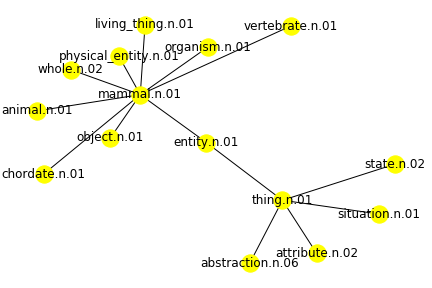 living_thing.n.01
vertebrate.n.01
organism.n.01
physical_entity.n.01
whole.n.02
mammal.n.01
animal.n.01
object.n.01
entity.n.01
state.n.02
chordate.n.01
thing.n.01
situation.n.01
attribute.n.02
abstraction.n.06